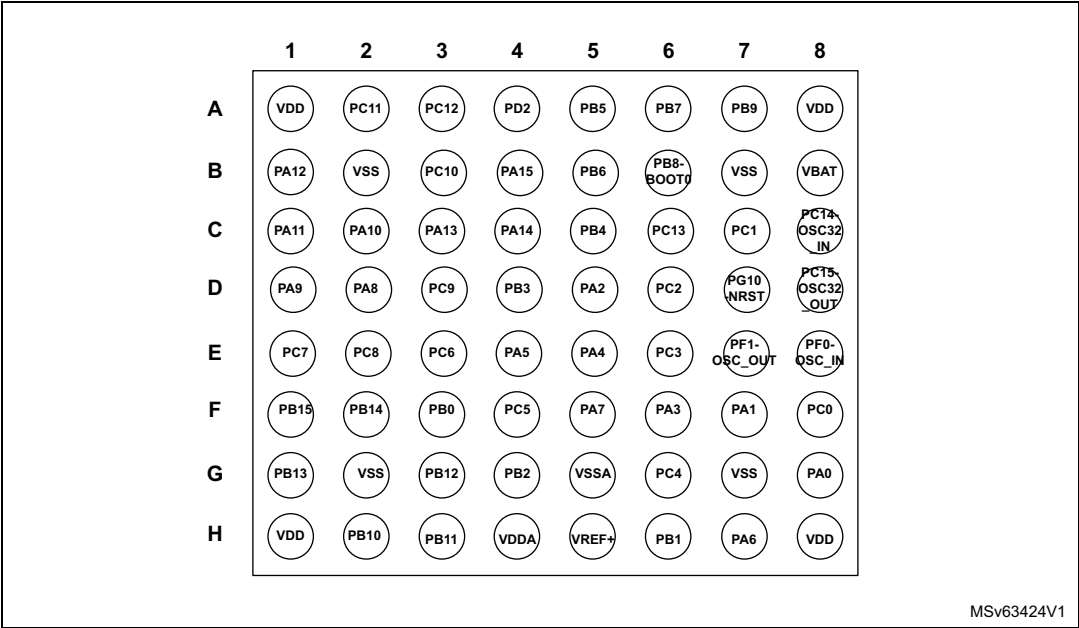 1 2 3 4 5 6 7 8
A VDD PC11 PC12 PD2 PB5 PB7 PB9 VDD
B PA12 VSS PC10 PA15 PB6 PB8-
BOOT0 VSS VBAT
C PA11 PA10 PA13 PA14 PB4 PC13 PC1 PC14-
OSC32
_IN
D PA9 PA8 PC9 PB3 PA2 PC2 PG10
-NRST PC15-
OSC32
_OUT
E PC7 PC8 PC6 PA5 PA4 PC3 PF1-
OSC_OUT PF0-
OSC_IN
F PB15 PB14 PB0 PC5 PA7 PA3 PA1 PC0
G PB13 VSS PB12 PB2 VSSA PC4 VSS PA0
H VDD PB10 PB11 VDDA VREF+ PB1 PA6 VDD
MSv63424V1